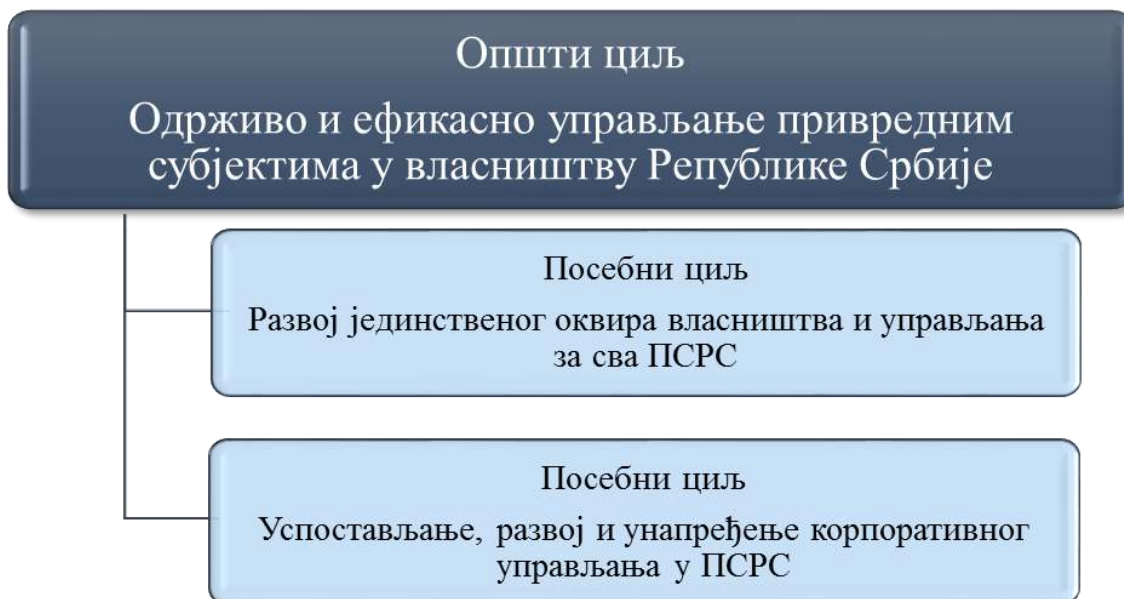 Општи циљ
Одрживо и ефикасно управљање привредним
субјектима у власништву Републике Србије
Посебни циљ
Развој јединственог оквира власништва и управљања
за сва ПСРС
Посебни циљ
Успостављање, развој и унапређење корпоративног
управљања у ПСРС